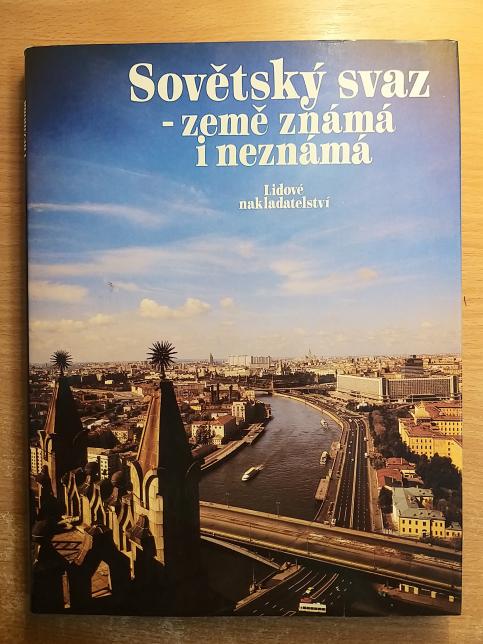 Sovětský svaz
- země známá
i neznámá
Lidové
nakladatelství